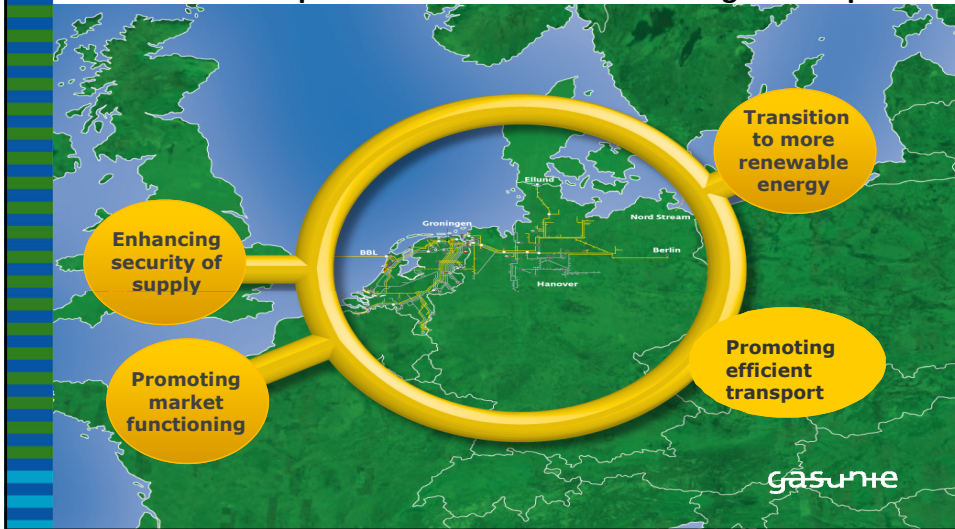 Transition
to more
renewable
energy
Ellund
Nord Stream
Groningen
BBL
Berlin
Hanover
Enhancing
security of
supply
Promoting
efficient
transport
Promoting
market
functioning
gasunie